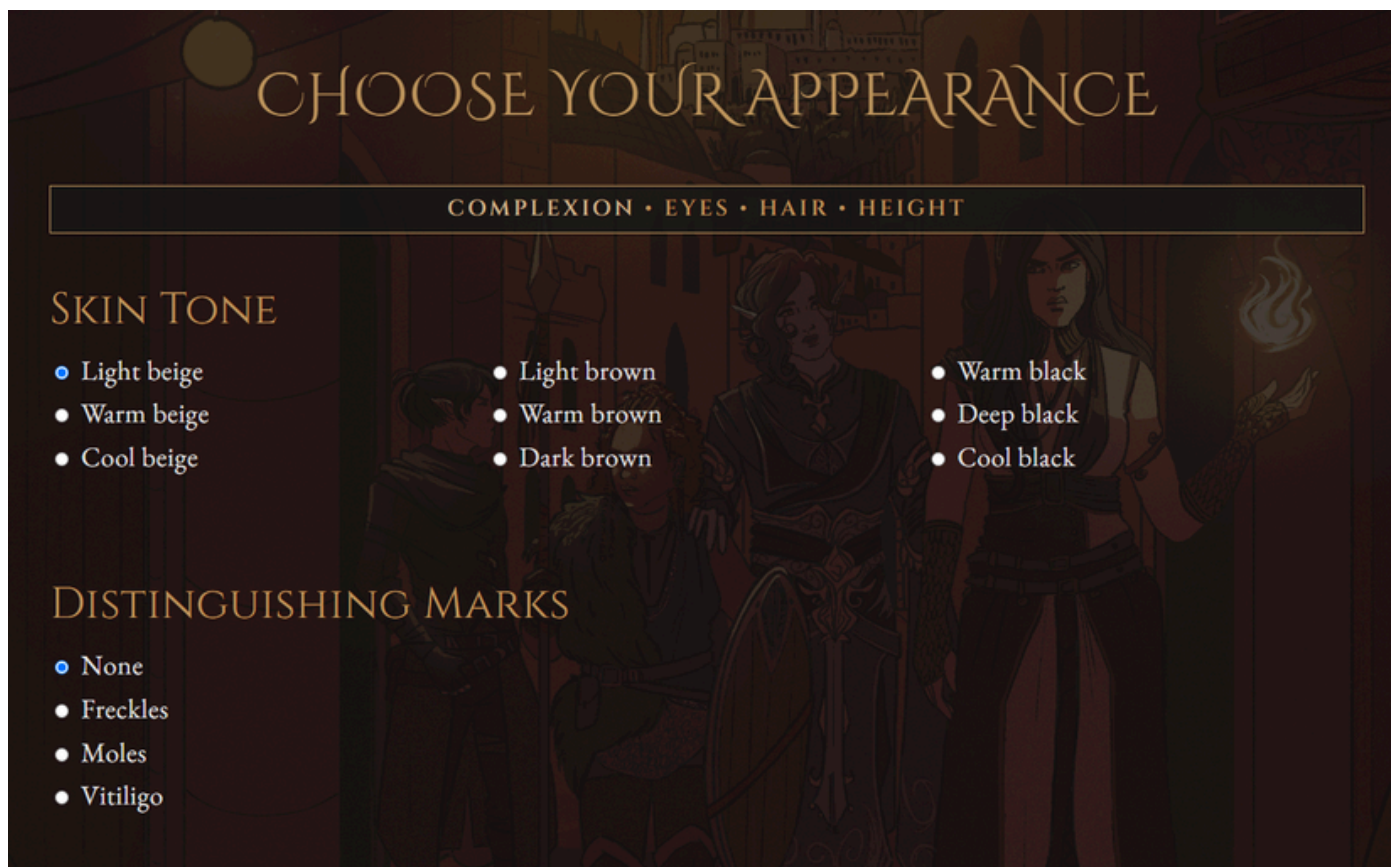 CHOOSE YOUR APPEARANCE
COMPLEXION • EYES • HAIR • HEIGHT
SKIN TONE
Light beige
Warm beige
Cool beige
Light brown
Warm brown
Dark brown
Warm black
Deep black
Cool black
DISTINGUISHING MARKS
None
Freckles
Moles
Vitiligo